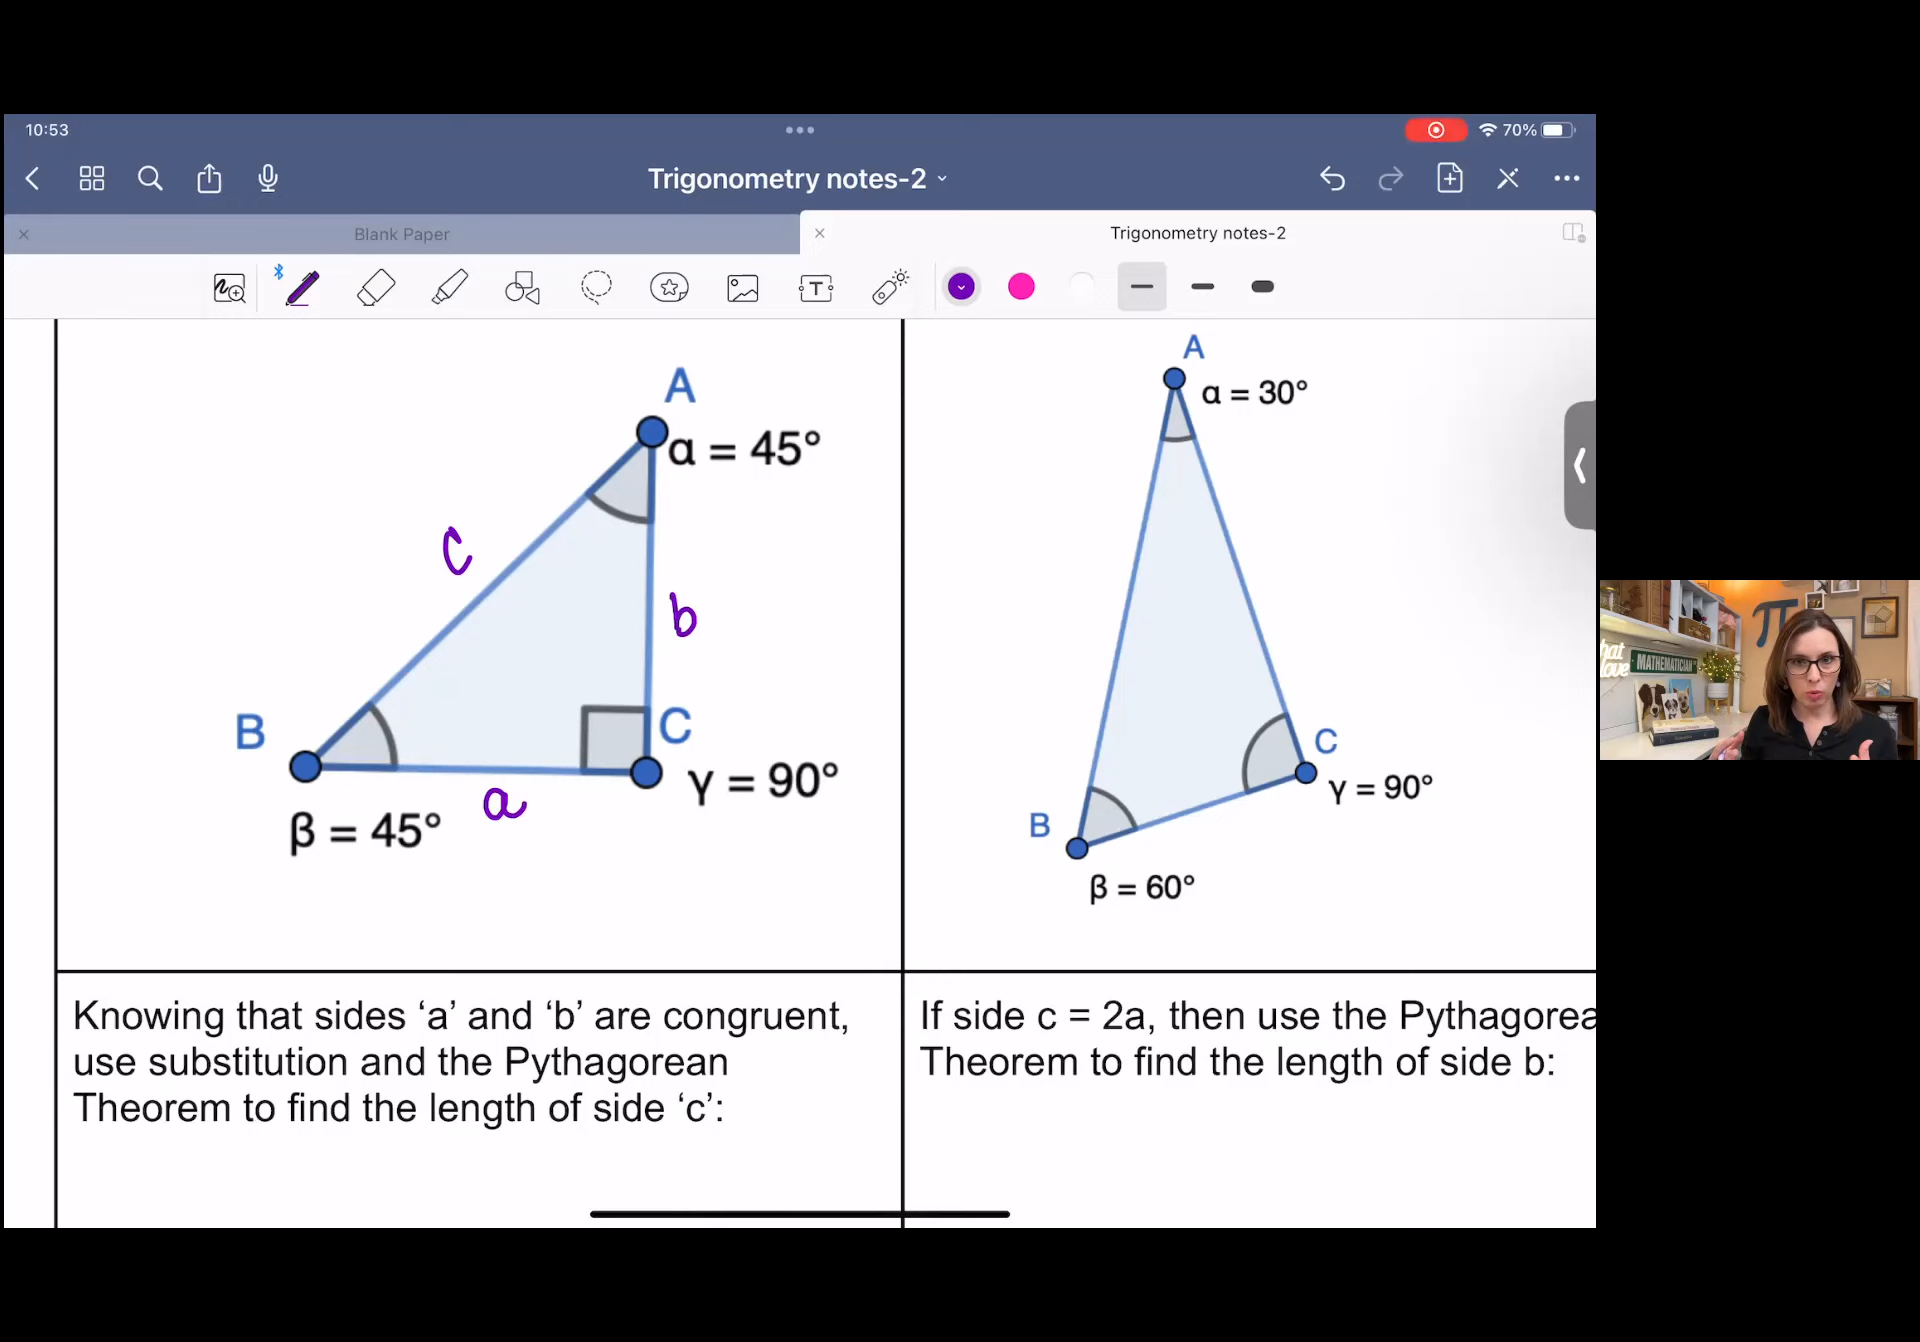 10:53
70%
Trigonometry notes-2
Blank Paper
Trigonometry notes-2
T
A
α = 45°
c
b
B
C
a
γ = 90°
β = 45°
A
α = 30°
C
γ = 90°
B
β = 60°
Knowing that sides ‘a’ and ‘b’ are congruent,
use substitution and the Pythagorean
Theorem to find the length of side ‘c’:
If side c = 2a, then use the Pythagorea
Theorem to find the length of side b:
π
MATHEMATICIAN